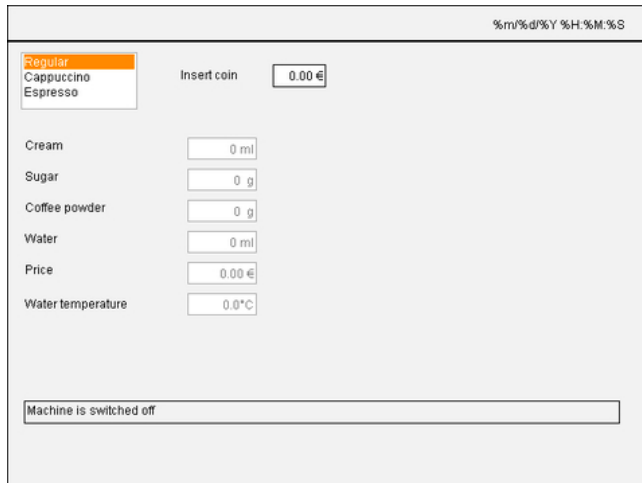 %m/%d/%Y %H:%M:%S
Regular
Cappuccino
Espresso
Insert coin 0.00 €
Cream 0 ml
Sugar 0 g
Coffee powder 0 g
Water 0 ml
Price 0.00 €
Water temperature 0.0°C
Machine is switched off